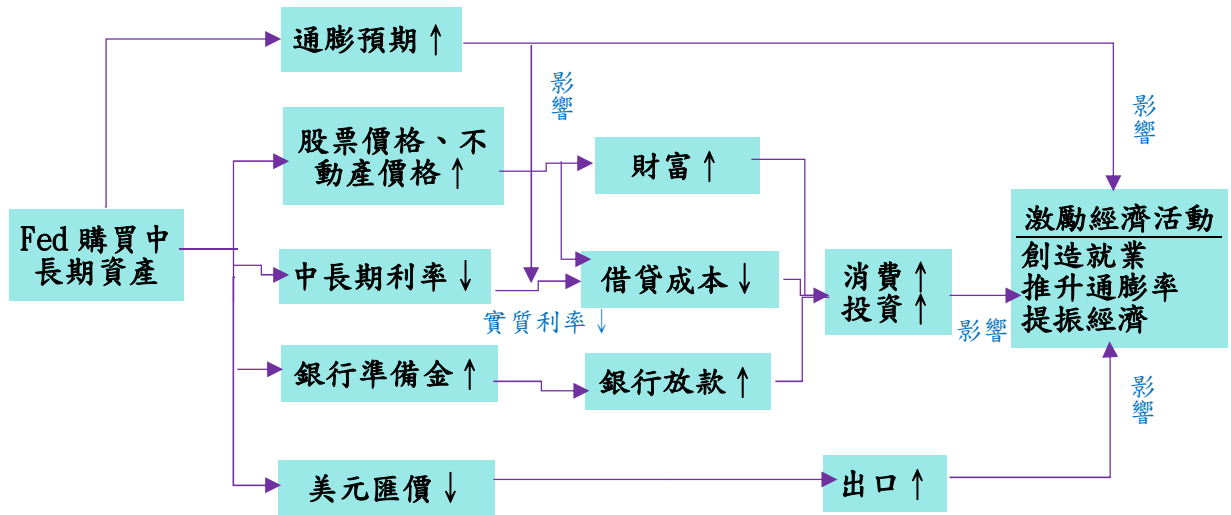 通膨預期↑
影響
影響
股票價格、不
動產價格↑
財富↑
Fed 購買中
長期資產
激勵經濟活動
創造就業
推升通膨率
提振經濟
中長期利率↓
借贷成本↓
消費↑
投資↑
實質利率↓
影響
銀行準備金↑
銀行放款↑
影響
美元匯價↓
出口↑